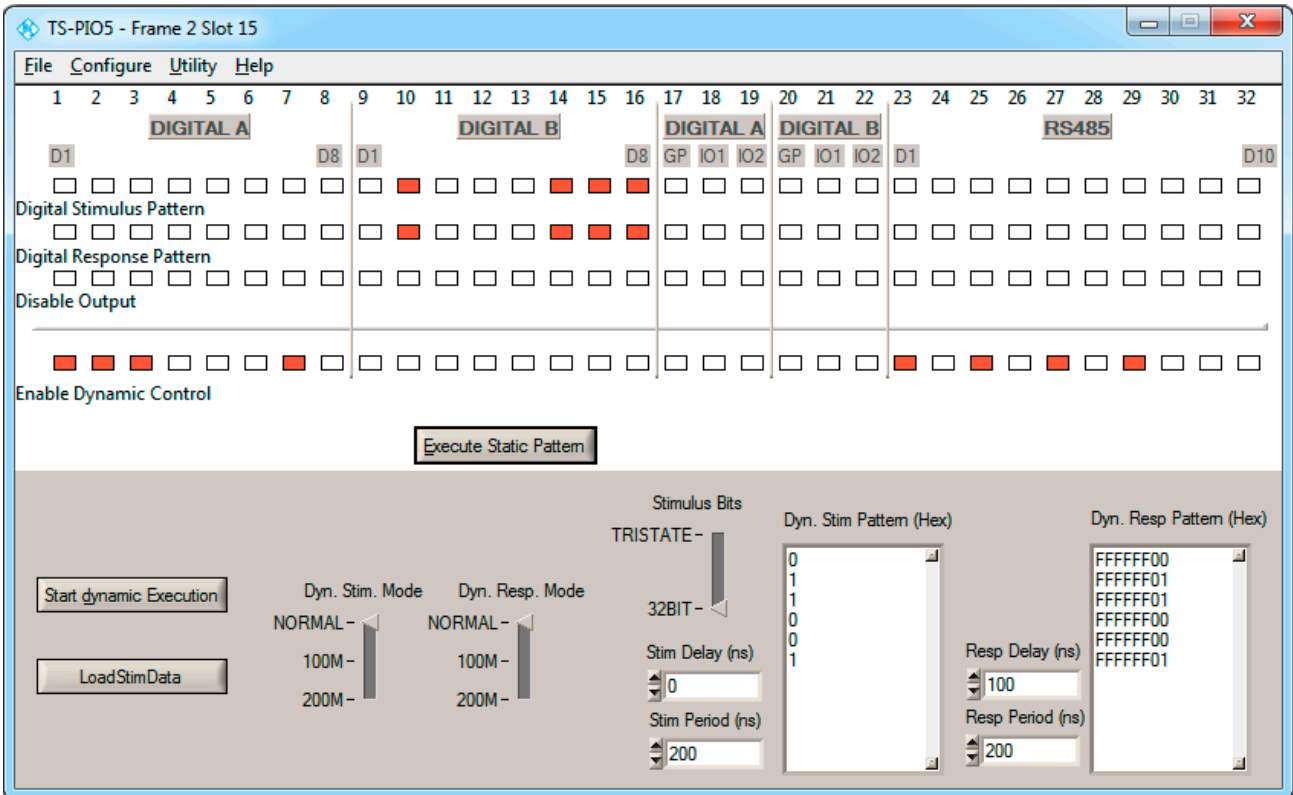 TS-PIO5 - Frame 2 Slot 15
File Configure Utility Help
1 2 3 4 5 6 7 8 9 10 11 12 13 14 15 16 17 18 19 20 21 22 23 24 25 26 27 28 29 30 31 32
DIGITAL A DIGITAL B DIGITAL A DIGITAL B RS485
D1 D8 D1 D8 GP IO1 IO2 GP IO1 IO2 D1 D10
Digital Stimulus Pattern
Digital Response Pattern
Disable Output
Enable Dynamic Control
Execute Static Pattern
Start dynamic Execution
LoadStimData
Dyn. Stim. Mode
NORMAL
100M
200M
Dyn. Resp. Mode
NORMAL
100M
200M
Stimulus Bits
TRISTATE
32BIT
Stim Delay (ns)
0
Stim Period (ns)
200
Dyn. Stim Pattern (Hex)
0
1
1
0
0
1
Resp Delay (ns)
100
Resp Period (ns)
200
Dyn. Resp Pattern (Hex)
FFFFFF00
FFFFFF01
FFFFFF01
FFFFFF00
FFFFFF00
FFFFFF01